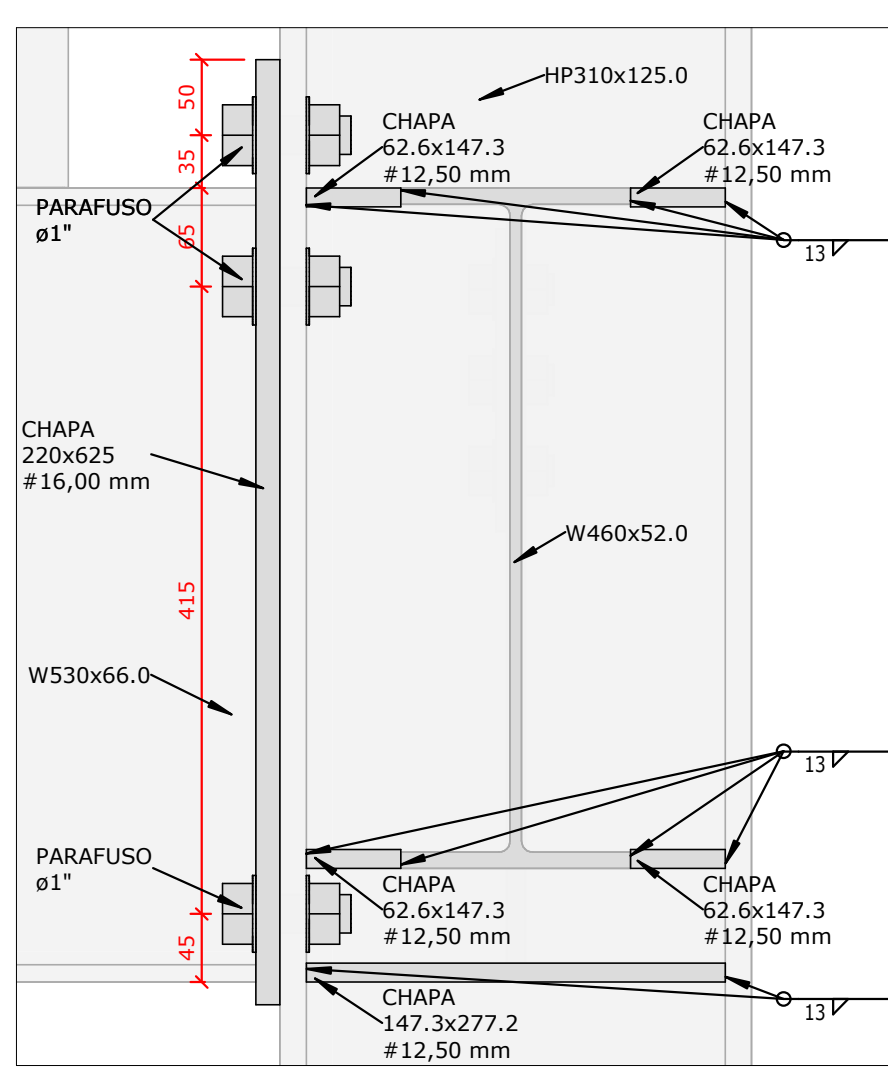 HP310x125.0
CHAPA
62.6x147.3
#12,50 mm
CHAPA
62.6x147.3
#12,50 mm
50
35
65
415
45
PARAFUSO
ø1"
13
CHAPA
220x625
#16,00 mm
W460x52.0
W530x66.0
13
PARAFUSO
ø1"
CHAPA
62.6x147.3
#12,50 mm
CHAPA
62.6x147.3
#12,50 mm
CHAPA
147.3x277.2
#12,50 mm
13